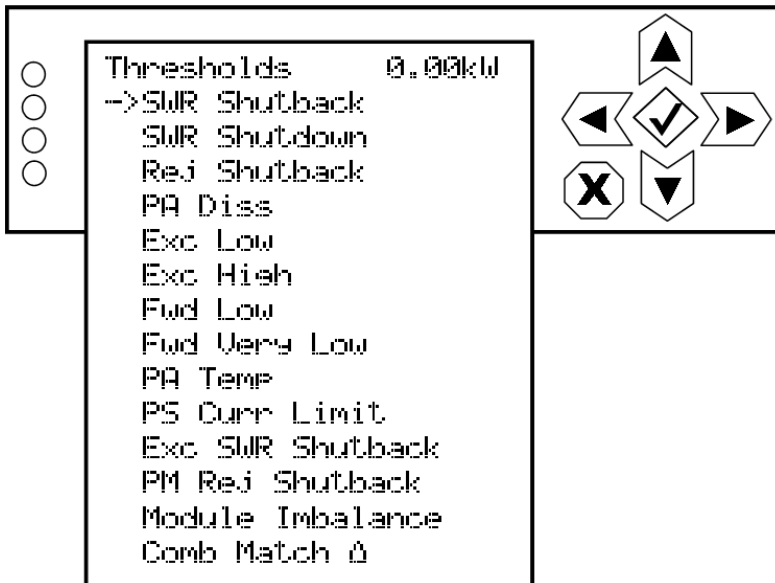 Thresholds 0.00kW
->SWR Shutback
SWR Shutdown
Rej Shutback
PA Diss
Exc Low
Exc High
Fwd Low
Fwd Very Low
PA Temp
PS Curr Limit
Exc SWR Shutback
PM Rej Shutback
Module Imbalance
Comb Match Δ
X